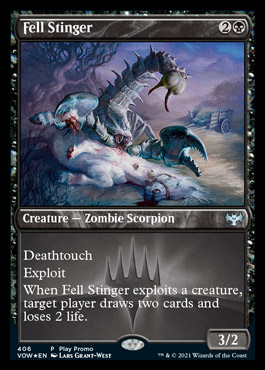 Fell Stinger 2
Creature — Zombie Scorpion
Deathtouch
Exploit
When Fell Stinger exploits a creature,
target player draws two cards and
loses 2 life.
3/2
406 P Play Promo
VOW★EN Lars Grant-West
™ & © 2021 Wizards of the Coast